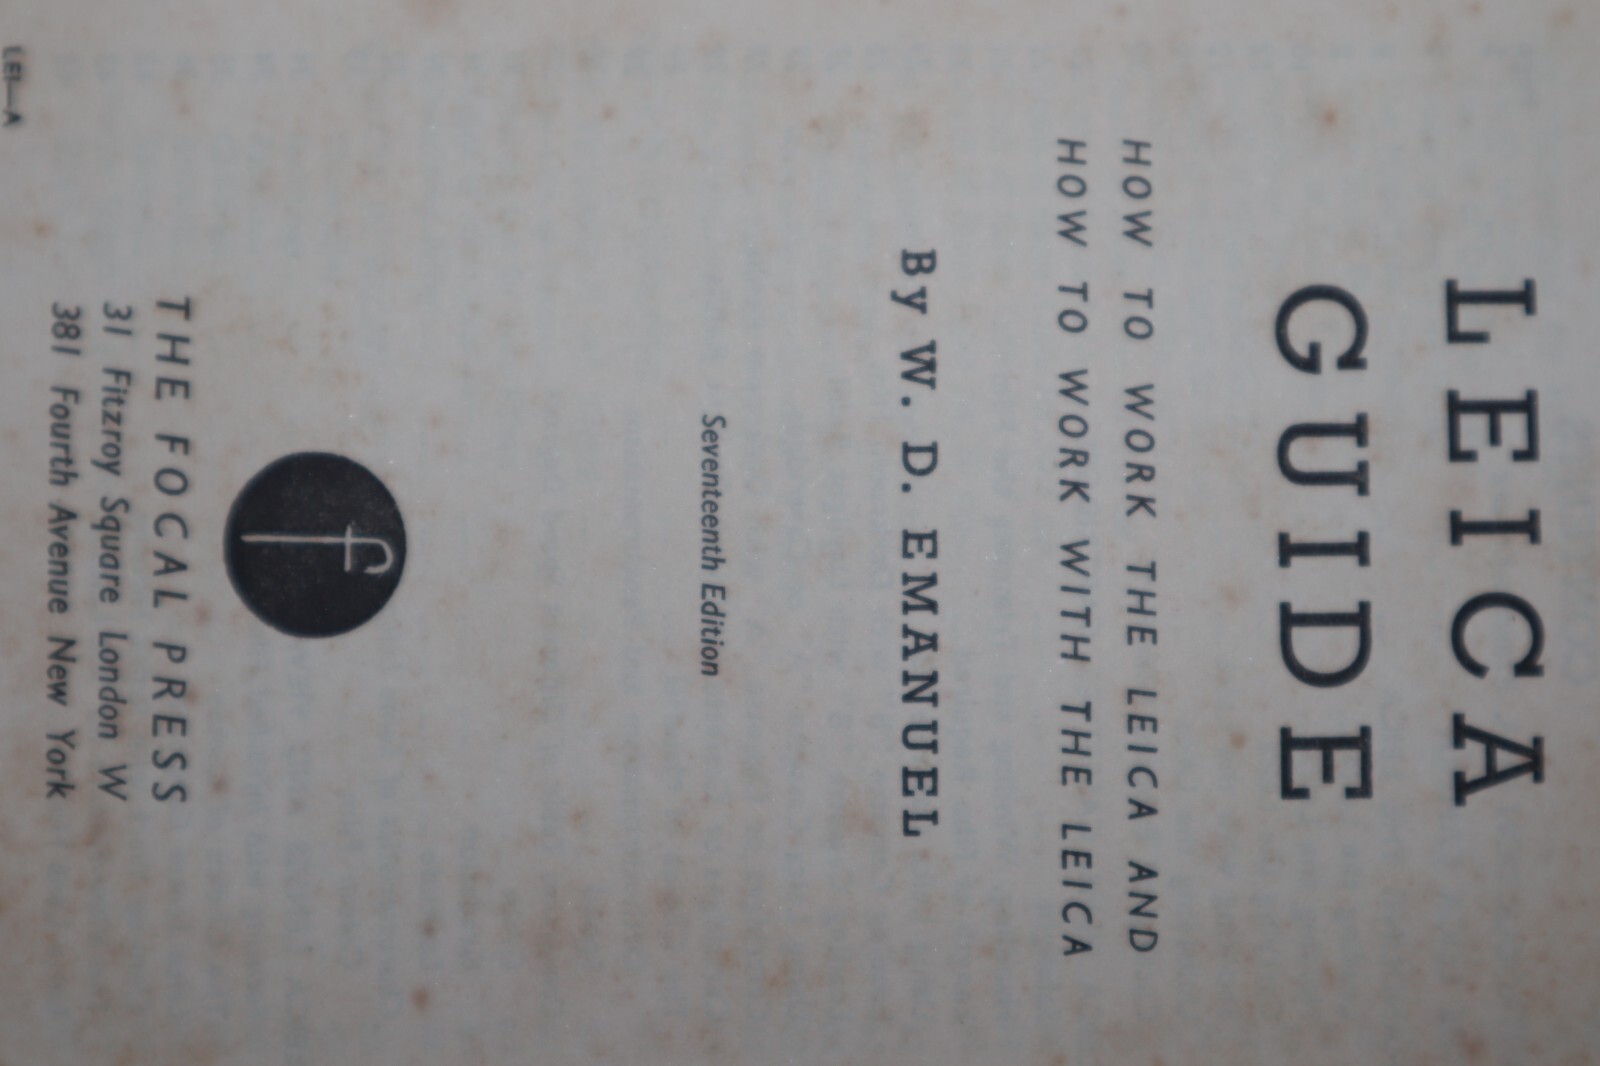 LEICA
GUIDE
HOW TO WORK THE LEICA AND
HOW TO WORK WITH THE LEICA
By W. D. EMANUEL
Seventeenth Edition
f
THE FOCAL PRESS
31 Fitzroy Square London W
381 Fourth Avenue New York
LEI—A